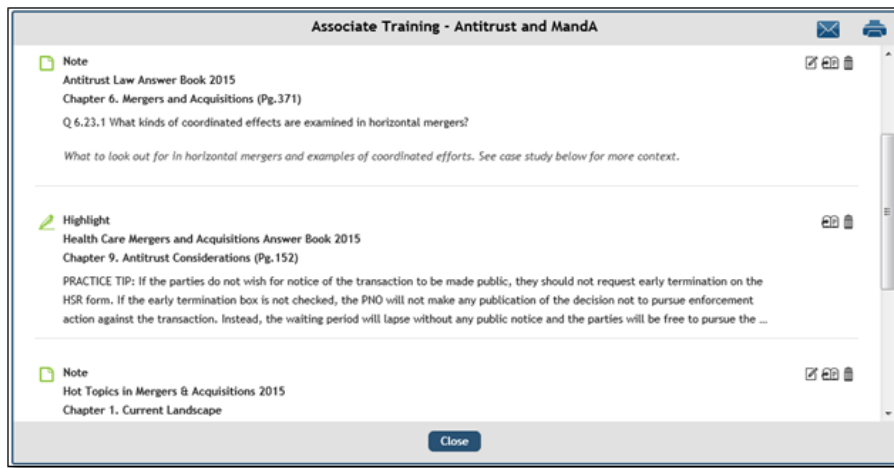 Associate Training - Antitrust and MandA
Note
Antitrust Law Answer Book 2015
Chapter 6. Mergers and Acquisitions (Pg.371)
Q 6.23.1 What kinds of coordinated effects are examined in horizontal mergers?
What to look out for in horizontal mergers and examples of coordinated efforts. See case study below for more context.
Highlight
Health Care Mergers and Acquisitions Answer Book 2015
Chapter 9. Antitrust Considerations (Pg.152)
PRACTICE TIP: If the parties do not wish for notice of the transaction to be made public, they should not request early termination on the
HSR form. If the early termination box is not checked, the PNO will not make any publication of the decision not to pursue enforcement
action against the transaction. Instead, the waiting period will lapse without any public notice and the parties will be free to pursue the ...
Note
Hot Topics in Mergers & Acquisitions 2015
Chapter 1. Current Landscape
Close